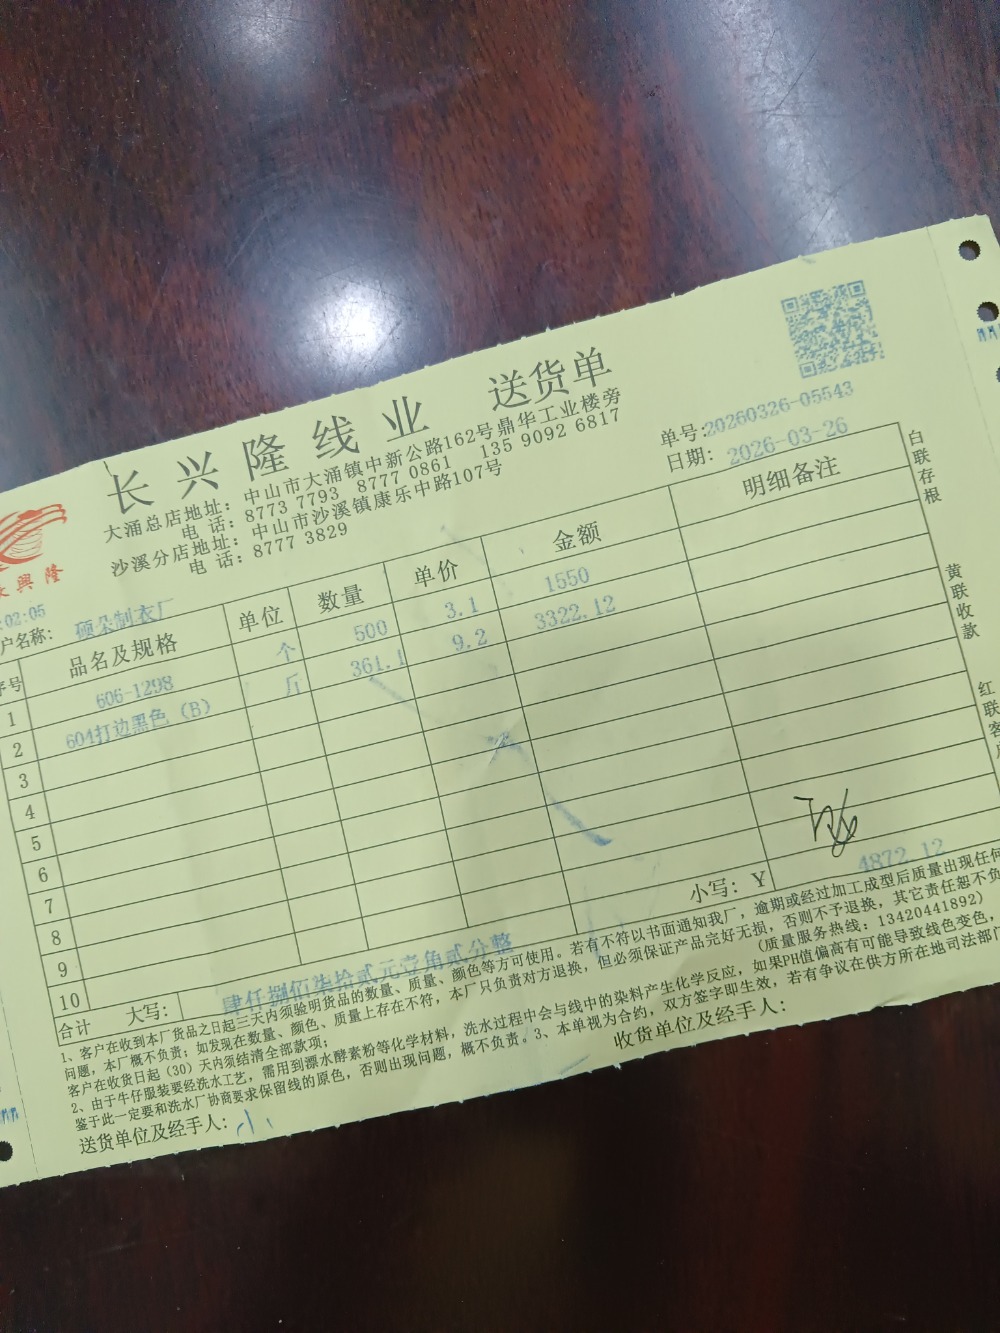 长兴隆线业 送货单
大涌总店地址：中山市大涌镇中新公路162号鼎华工业楼旁
电 话：8773 7793 8777 0861 135 9092 6817
沙溪分店地址：中山市沙溪镇康乐中路107号
电 话：8777 3829
单号:20260326-05543
日期: 2026-03-26
興隆
:02:05
户名称: 硕朵制衣厂
序号 品名及规格 单位 数量 单价 金额 明细备注
1 606-1298 个 500 3.1 1550
2 604打边黑色（B） 斤 361.1 9.2 3322.12
3
4
5
6
7
8
9
10
合计 大写: 肆仟捌佰柒拾贰元壹角贰分整 小写: Y 4872.12
1、客户在收到本厂货品之日起三天内须验明货品的数量、质量、颜色等方可使用。若有不符以书面通知我厂，逾期或经过加工成型后质量出现任何
问题，本厂概不负责；如发现在数量、颜色、质量上存在不符，本厂只负责对方退换，但必须保证产品完好无损，否则不予退换，其它责任恕不负
客户在收货日起（30）天内须结清全部款项； (质量服务热线：13420441892)
2、由于牛仔服装要经洗水工艺，需用到漂水酵素粉等化学材料，洗水过程中会与线中的染料产生化学反应，如果PH值偏高有可能导致线色变色，
鉴于此一定要和洗水厂协商要求保留线的原色，否则出现问题，概不负责。3、本单视为合约，双方签字即生效，若有争议在供方所在地司法部门
送货单位及经手人: 收货单位及经手人:
白联存根
黄联收款
红联客